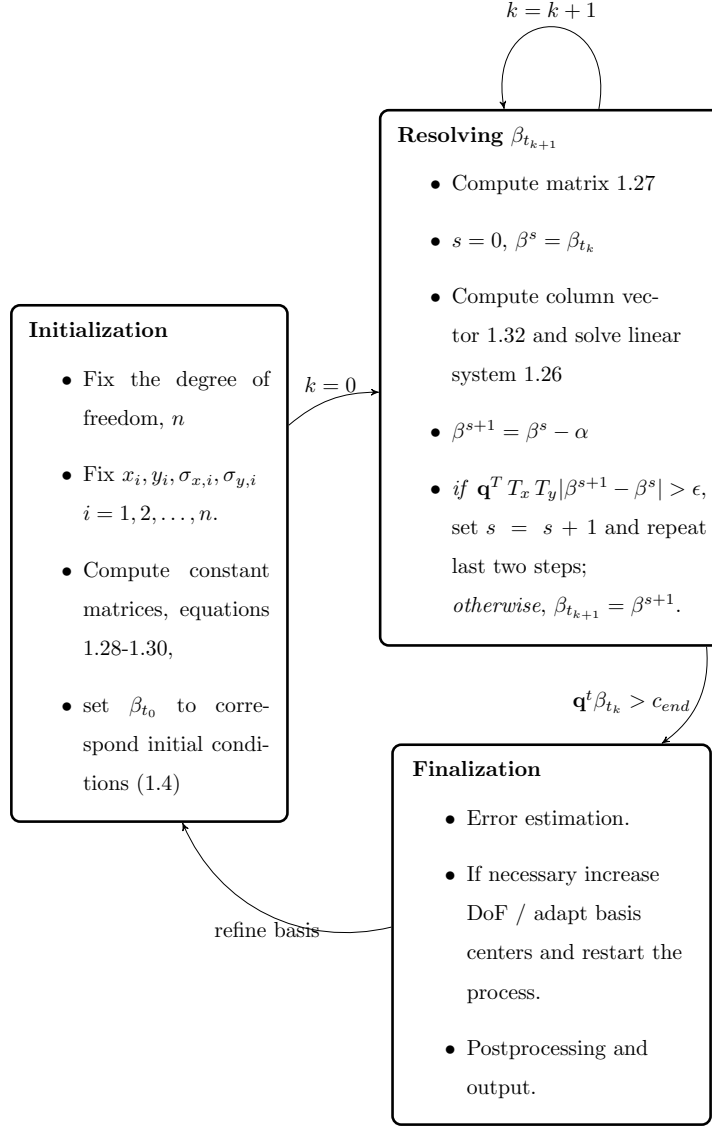 k = k + 1
Resolving β_{t_{k+1}}
• Compute matrix 1.27
• s = 0, β^s = β_{t_k}
• Compute column vec-
tor 1.32 and solve linear
system 1.26
• β^{s+1} = β^s − α
• if q^T T_x T_y|β^{s+1} − β^s| > ϵ,
set s = s + 1 and repeat
last two steps;
otherwise, β_{t_{k+1}} = β^{s+1}.
Initialization
• Fix the degree of
freedom, n
• Fix x_i, y_i, σ_{x,i}, σ_{y,i}
i = 1, 2, . . . , n.
• Compute constant
matrices, equations
1.28-1.30,
• set β_{t_0} to corre-
spond initial condi-
tions (1.4)
k = 0
q^t β_{t_k} > c_{end}
Finalization
• Error estimation.
• If necessary increase
DoF / adapt basis
centers and restart the
process.
• Postprocessing and
output.
refine basis